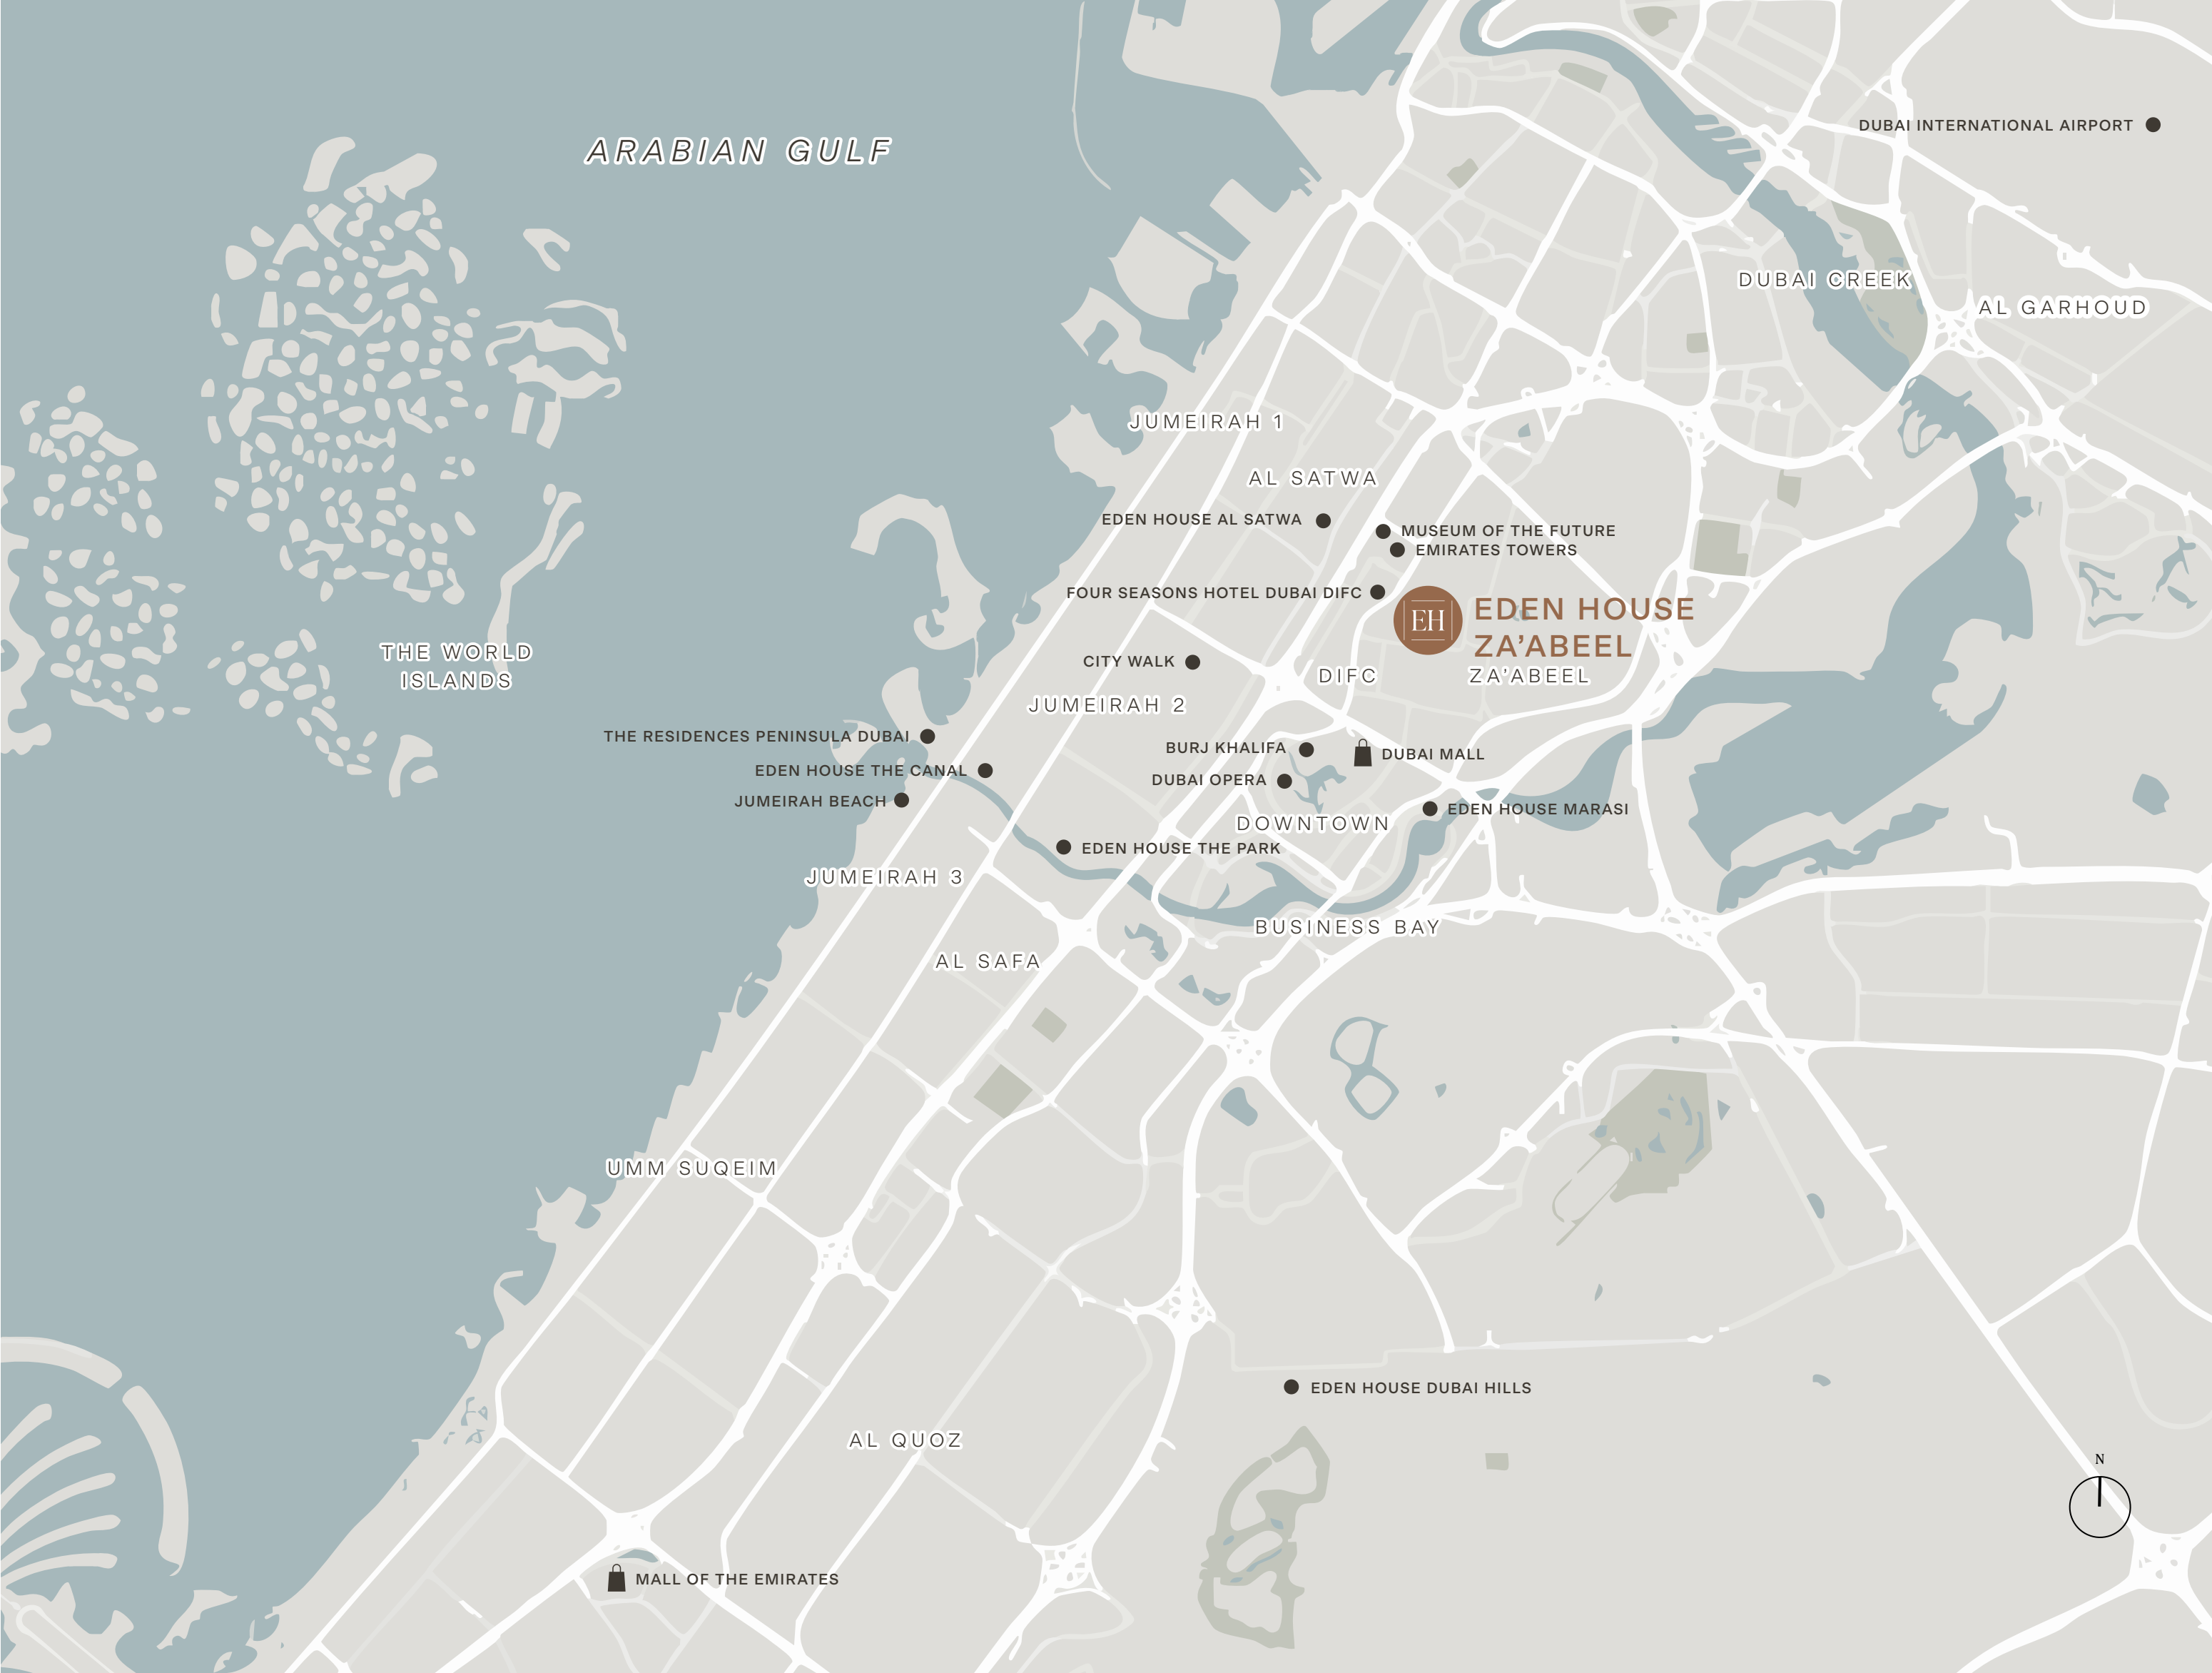 DUBAI INTERNATIONAL AIRPORT
ARABIAN GULF
DUBAI CREEK
AL GARHOUD
JUMEIRAH 1
AL SATWA
EDEN HOUSE AL SATWA
MUSEUM OF THE FUTURE
EMIRATES TOWERS
FOUR SEASONS HOTEL DUBAI DIFC
EH
EDEN HOUSE
ZA’ABEEL
THE WORLD
ISLANDS
CITY WALK
DIFC
ZA’ABEEL
JUMEIRAH 2
THE RESIDENCES PENINSULA DUBAI
BURJ KHALIFA
DUBAI MALL
EDEN HOUSE THE CANAL
DUBAI OPERA
JUMEIRAH BEACH
EDEN HOUSE MARASI
DOWNTOWN
EDEN HOUSE THE PARK
JUMEIRAH 3
BUSINESS BAY
AL SAFA
UMM SUQEIM
EDEN HOUSE DUBAI HILLS
AL QUOZ
N
MALL OF THE EMIRATES